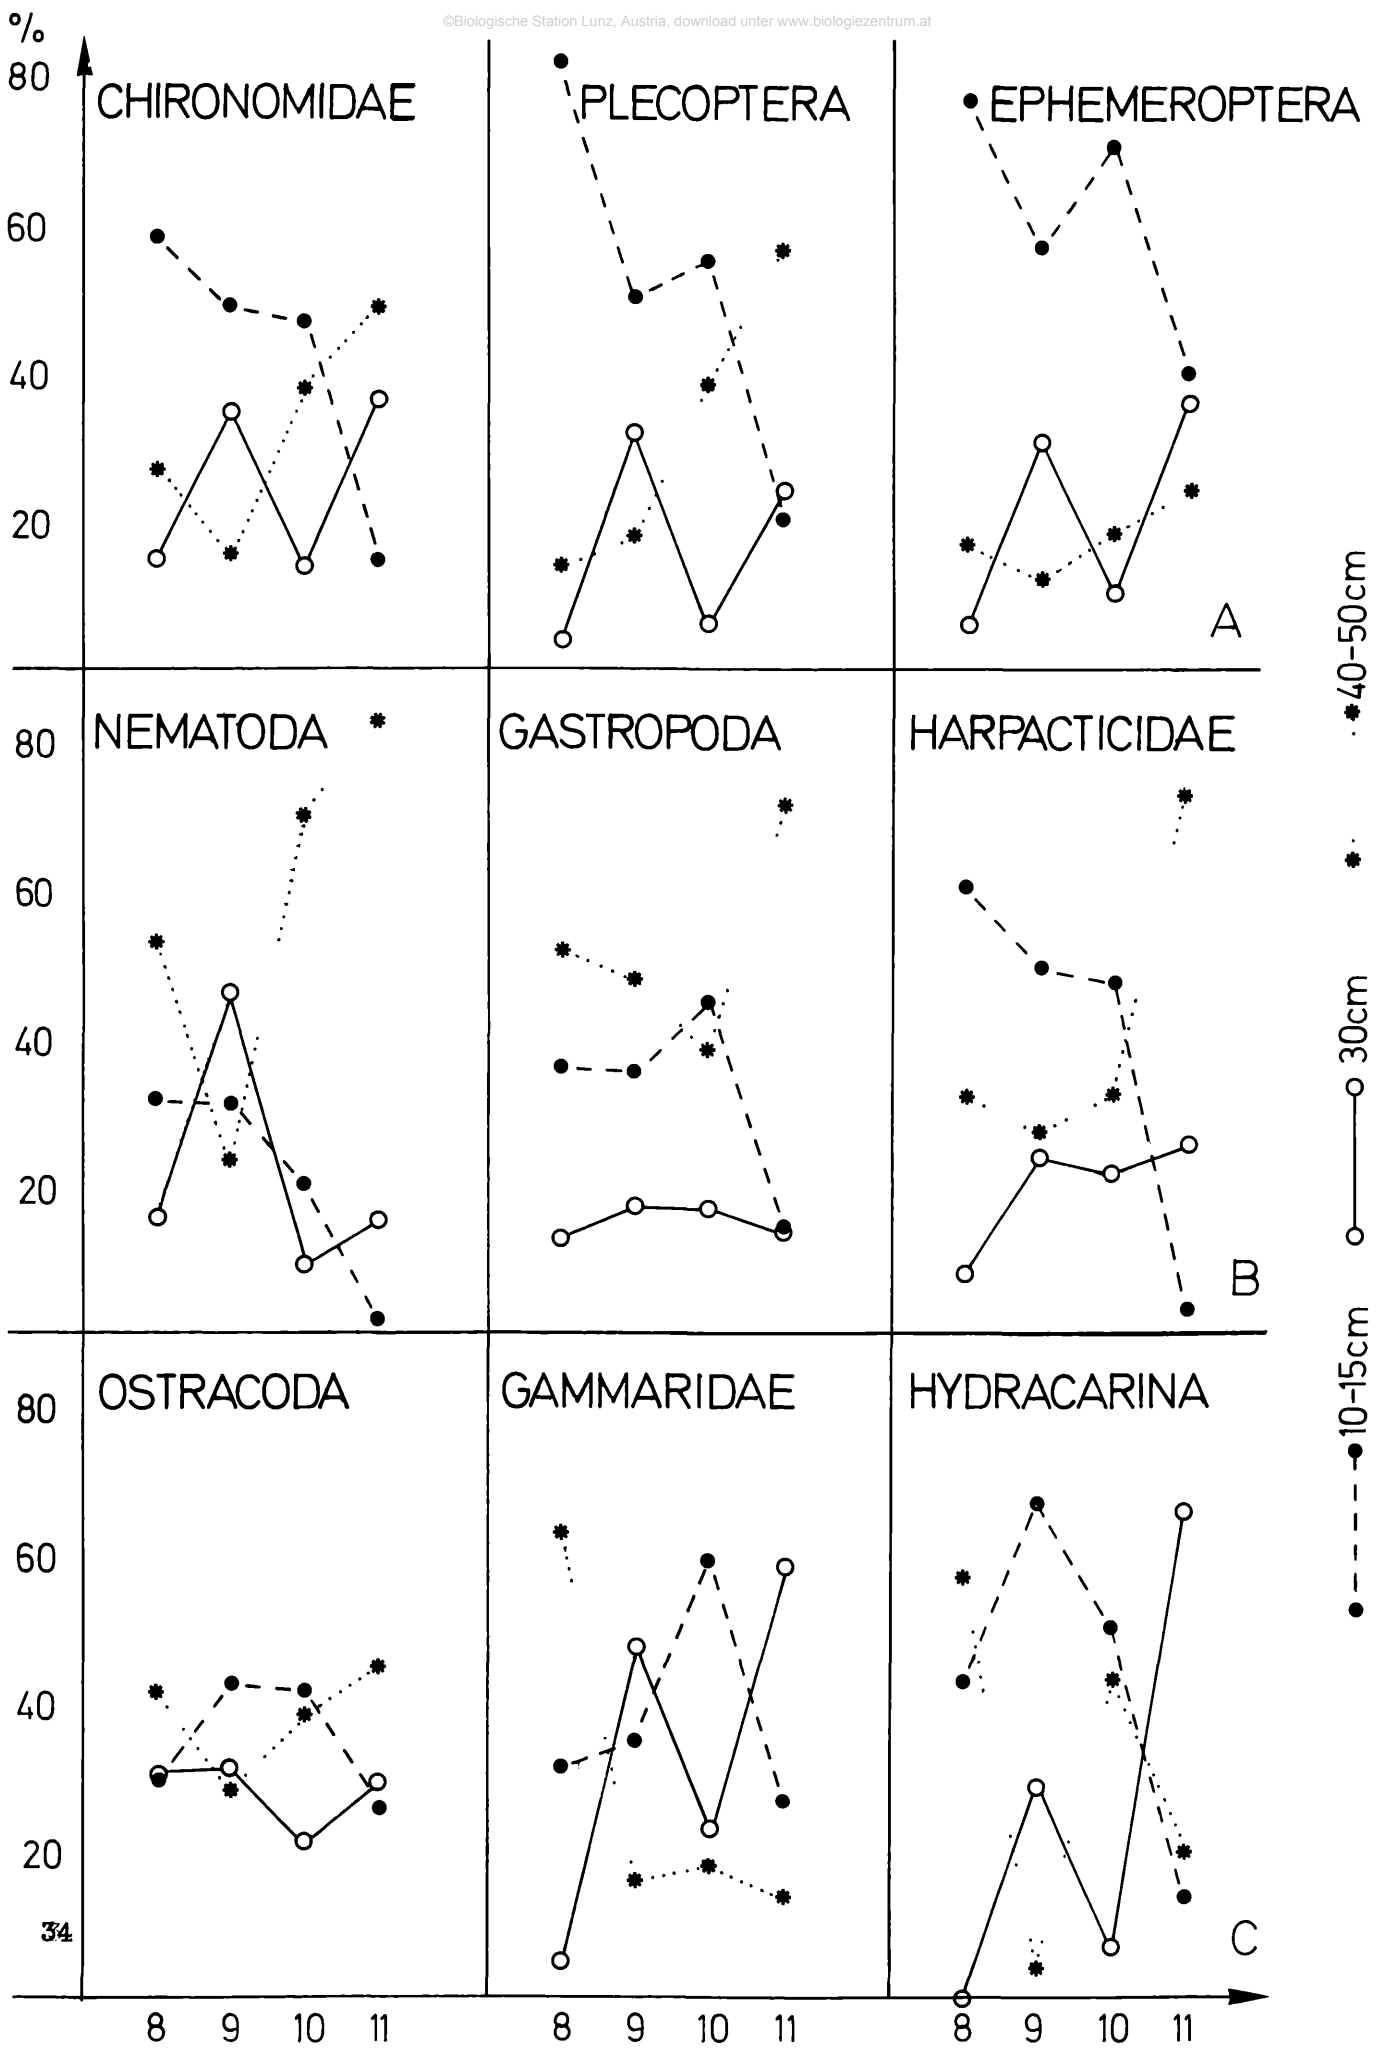 ©Biologische Station Lunz, Austria, download unter www.biologiezentrum.at
%
80
60
40
20
CHIRONOMIDAE
PLECOPTERA
EPHEMEROPTERA
A
80
60
40
20
NEMATODA
GASTROPODA
HARPACTICIDAE
B
80
60
40
20
OSTRACODA
GAMMARIDAE
HYDRACARINA
C
34
8 9 10 11
8 9 10 11
8 9 10 11
10-15cm
30cm
40-50cm